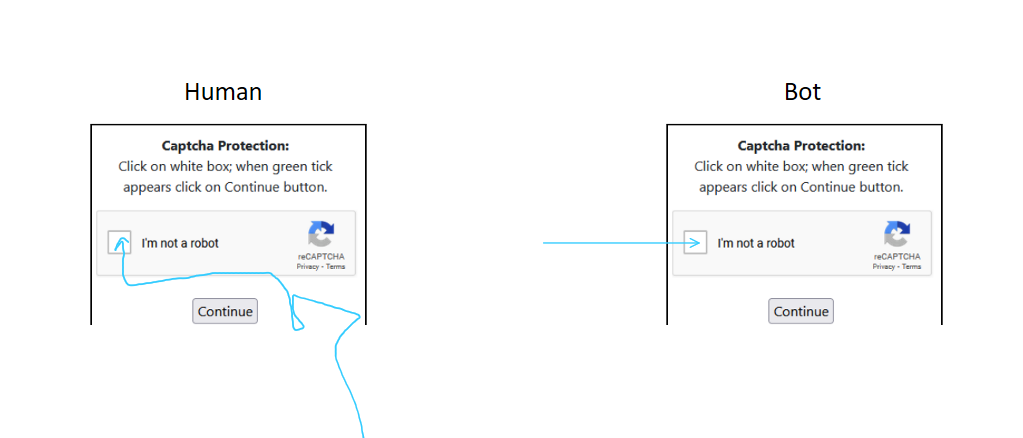 Human
Captcha Protection:
Click on white box; when green tick
appears click on Continue button.
I'm not a robot
reCAPTCHA
Privacy - Terms
Continue
Bot
Captcha Protection:
Click on white box; when green tick
appears click on Continue button.
I'm not a robot
reCAPTCHA
Privacy - Terms
Continue